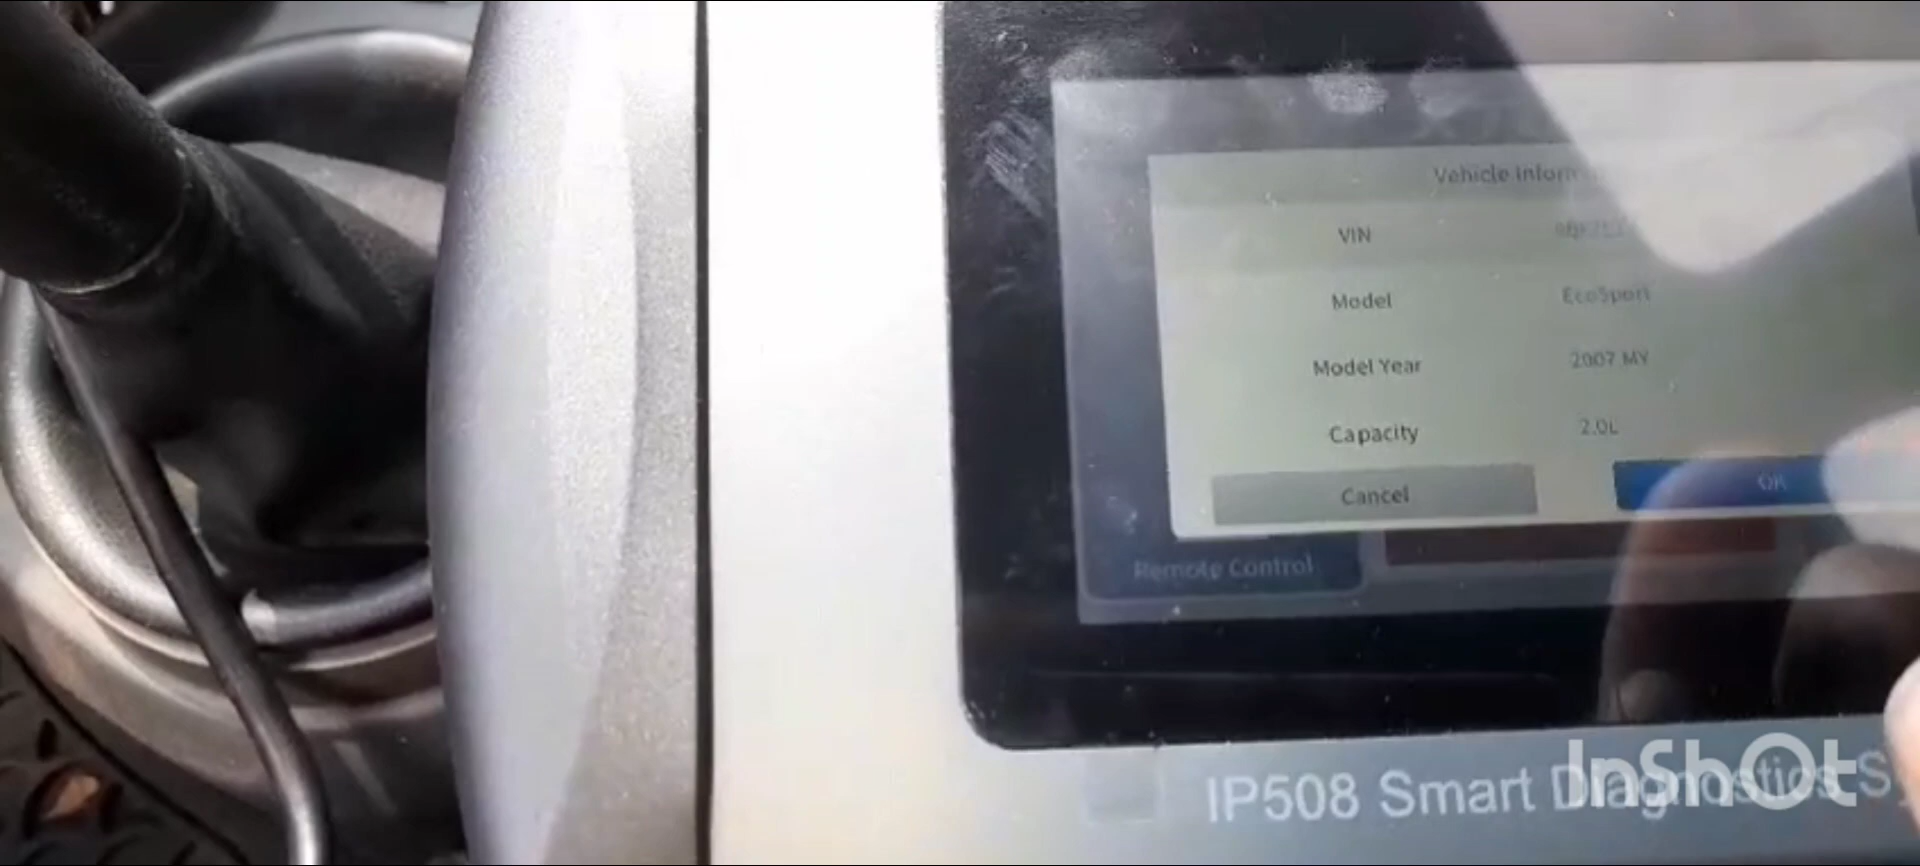 Vehicle Inform
VIN
Model EcoSport
Model Year 2007 MY
Capacity 2.0L
Cancel OK
Remote Control
IP508 Smart Diagnostics S
InShOt